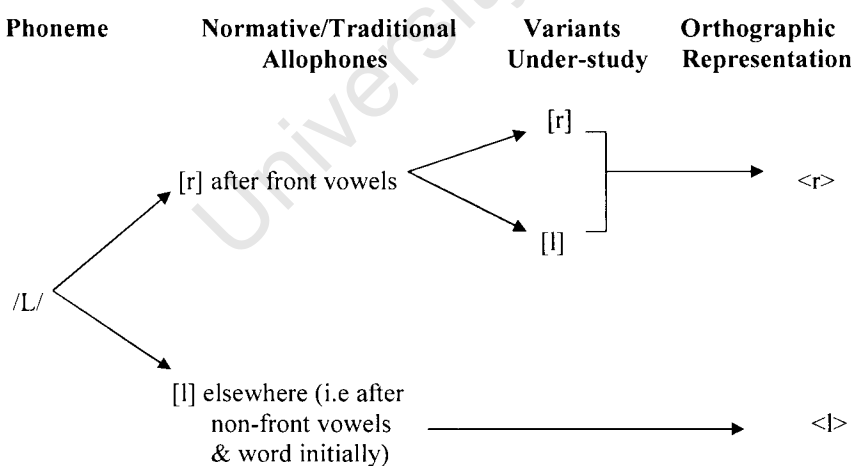 University
Phoneme Normative/Traditional Variants Orthographic
Allophones Under-study Representation
[r]
[r] after front vowels <r>
[l]
/L/
[l] elsewhere (i.e after
non-front vowels <l>
& word initially)